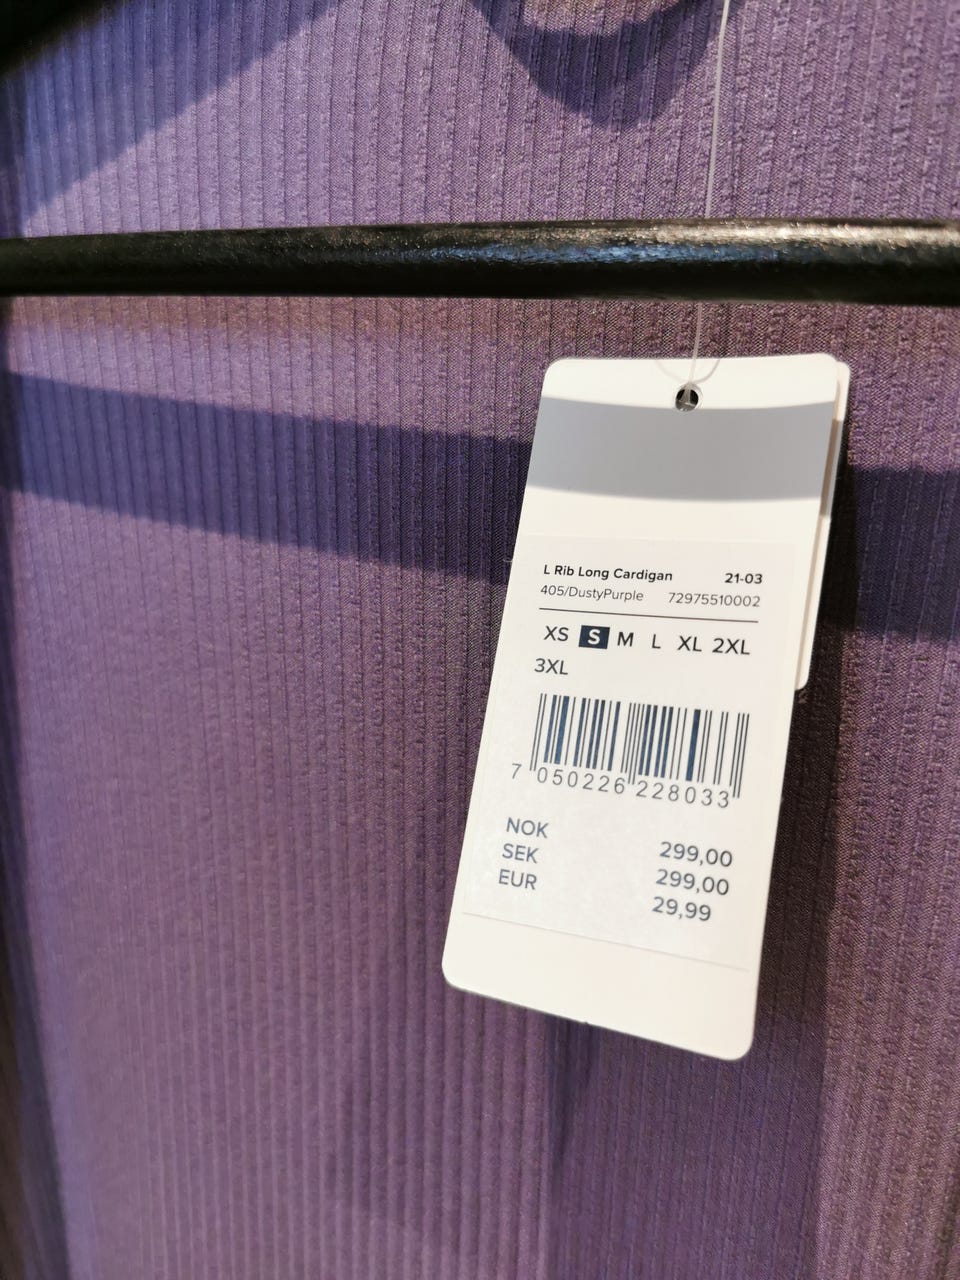 L Rib Long Cardigan 21-03
405/DustyPurple 72975510002
XS S M L XL 2XL
3XL
7 050226 228033
NOK 299,00
SEK 299,00
EUR 29,99